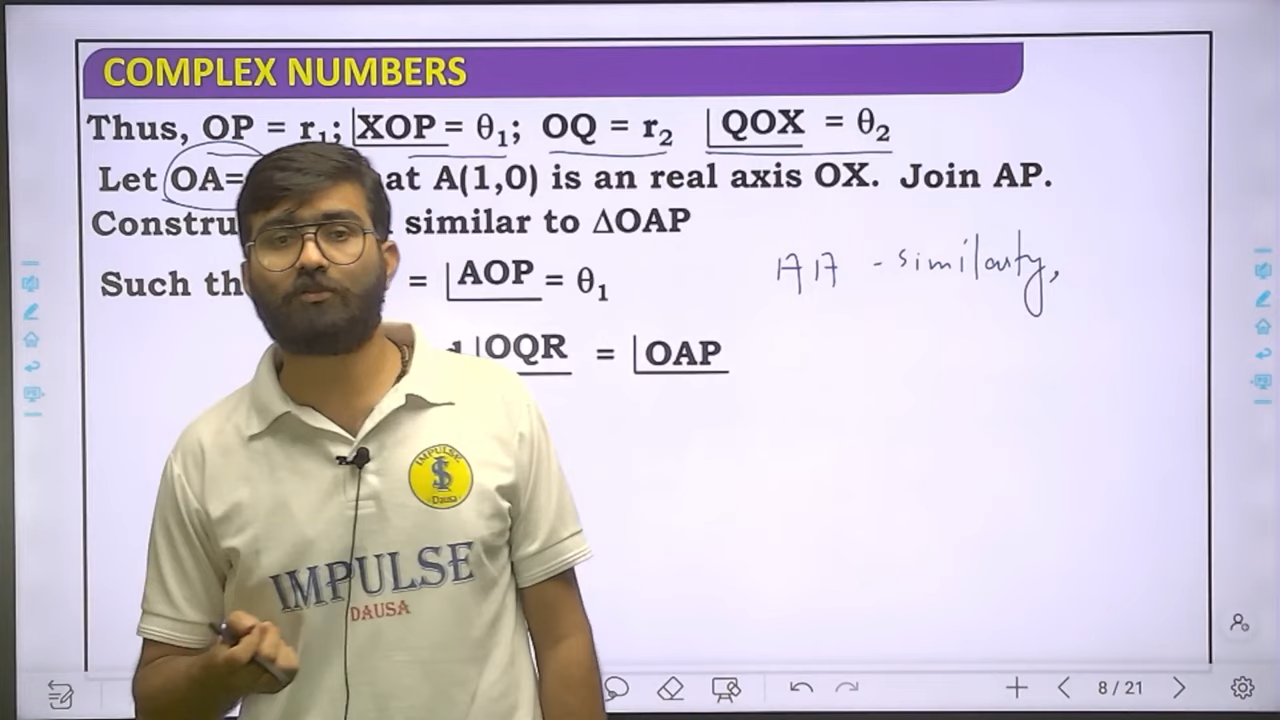 COMPLEX NUMBERS
Thus, OP = r₁; XOP = θ₁; OQ = r₂ QOX = θ₂
Let OA= at A(1,0) is an real axis OX. Join AP.
Constru similar to ΔOAP
Such th = AOP = θ₁
AA - similarity,
OQR = OAP
IMPULSE
Dausa
IMPULSE
DAUSA
8 / 21